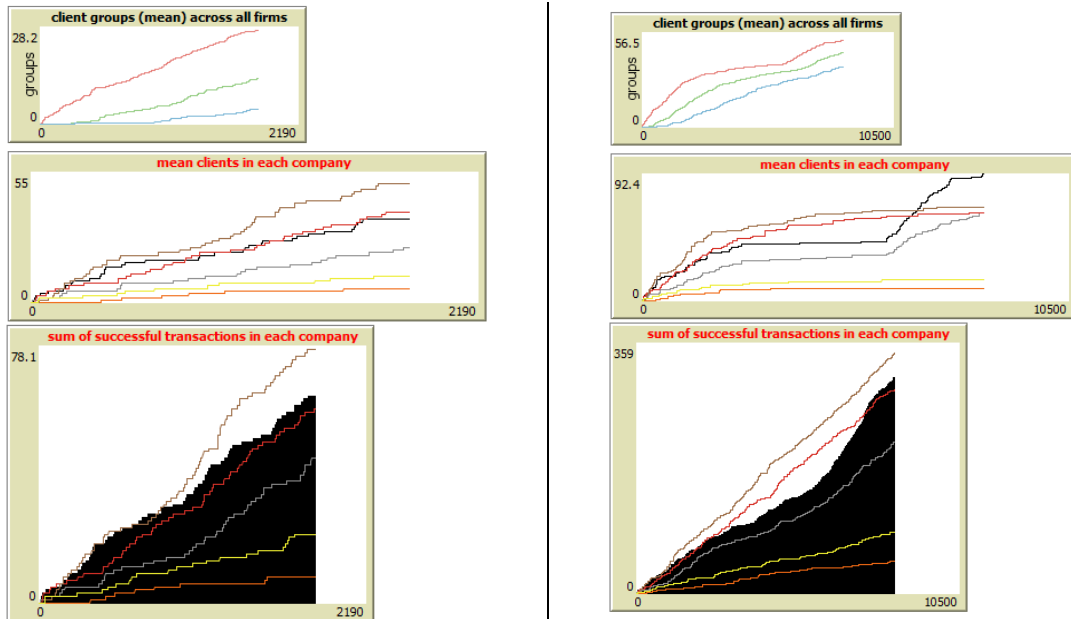 client groups (mean) across all firms
28.2
groups
0
0
2190
mean clients in each company
55
0
2190
sum of successful transactions in each company
78.1
0
0
2190
client groups (mean) across all firms
56.5
groups
0
0
10500
mean clients in each company
92.4
0
0
10500
sum of successful transactions in each company
359
0
0
10500